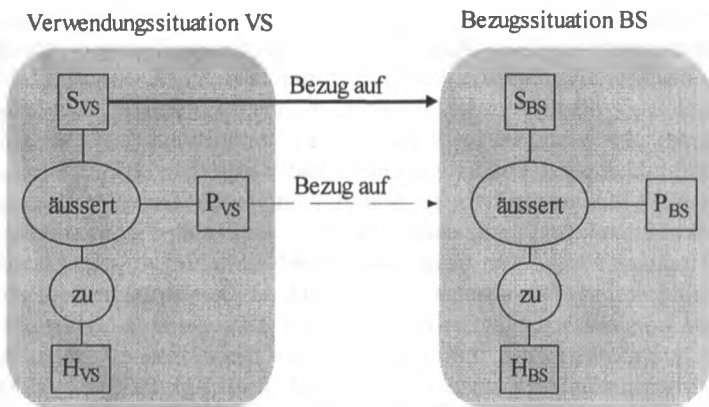 Verwendungssituation VS Bezugssituation BS
S_VS Bezug auf S_BS
äussert P_VS Bezug auf äussert P_BS
zu zu
H_VS H_BS